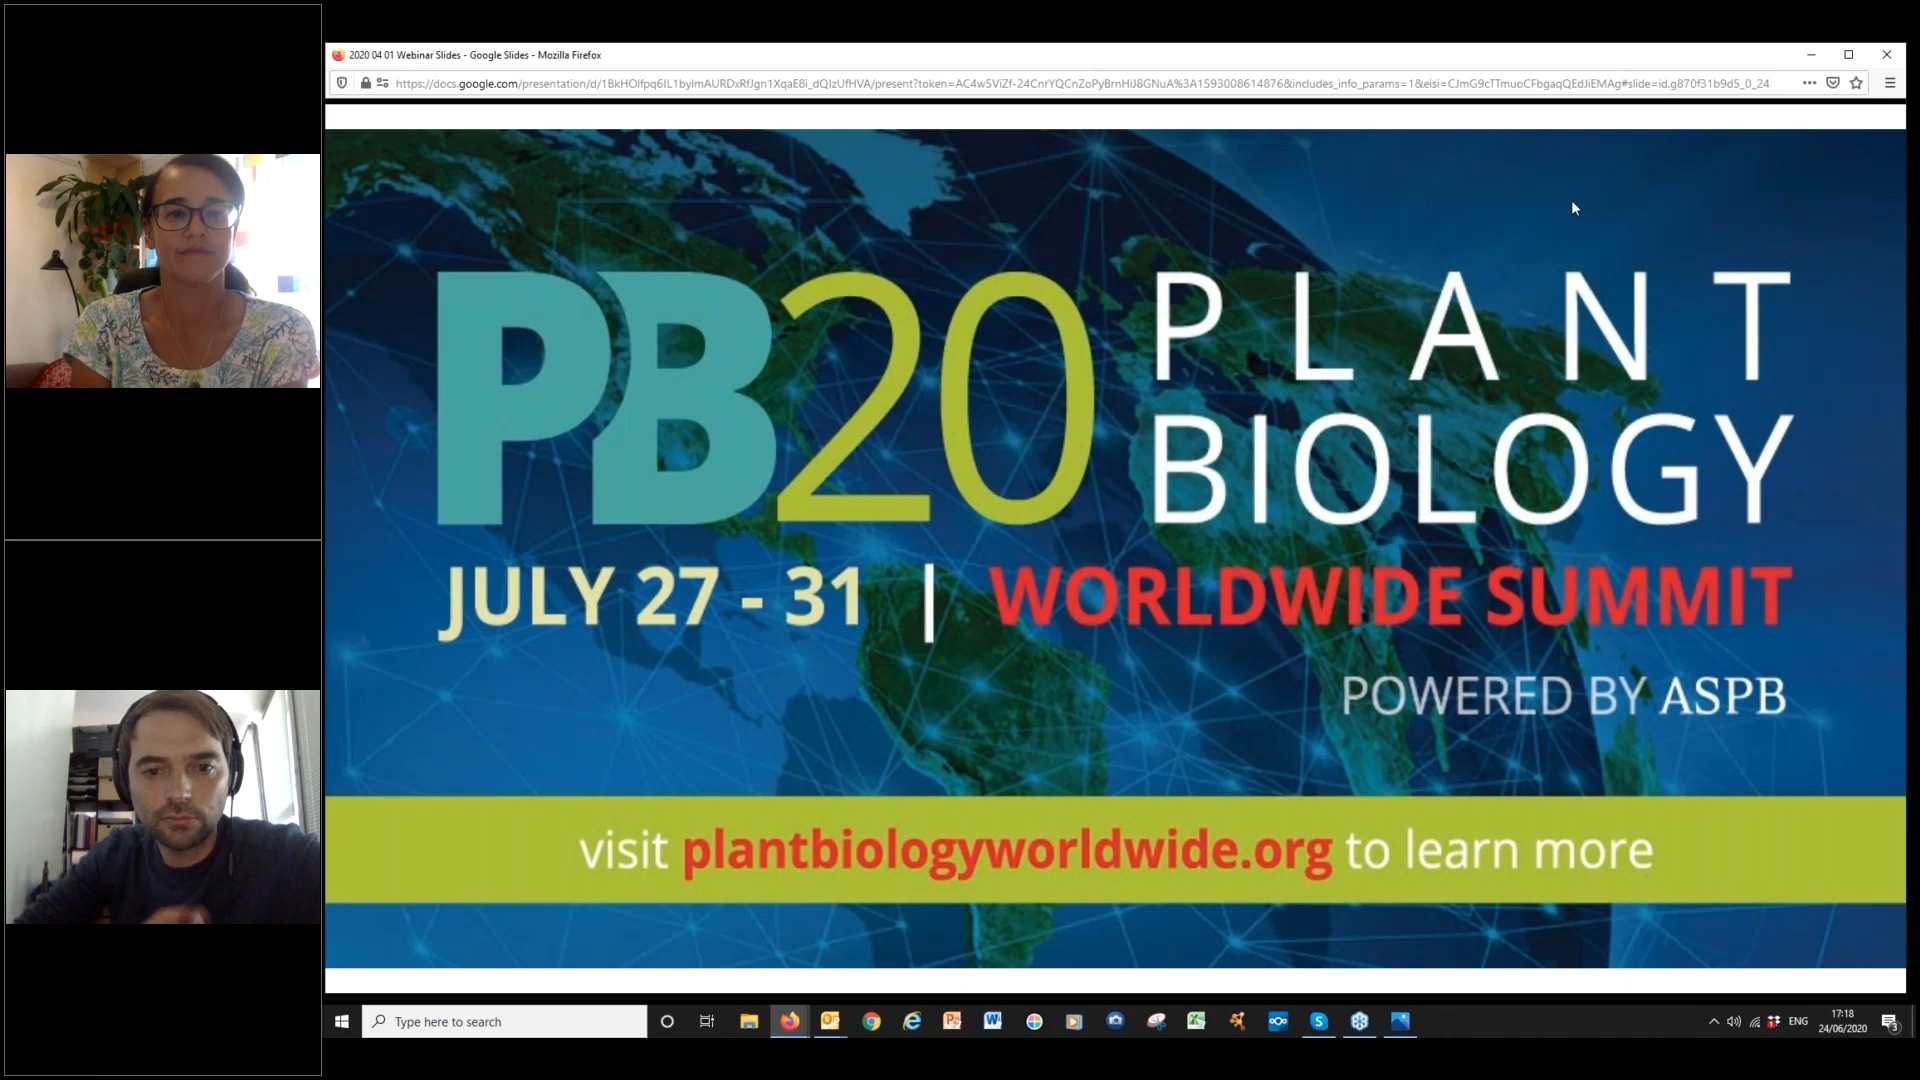 2020 04 01 Webinar Slides - Google Slides - Mozilla Firefox
PB20
PLANT
BIOLOGY
JULY 27 - 31 | WORLDWIDE SUMMIT
POWERED BY ASPB
visit plantbiologyworldwide.org to learn more
Type here to search
ENG
17:18
24/06/2020
3